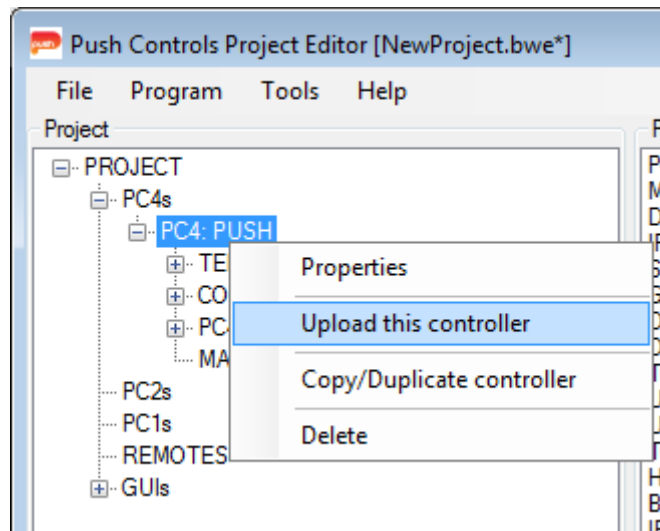 Push Controls Project Editor [NewProject.bwe*]
File Program Tools Help
Project
PROJECT
PC4s
PC4: PUSH
Properties
Upload this controller
Copy/Duplicate controller
Delete
PC2s
PC1s
REMOTES
GUIs